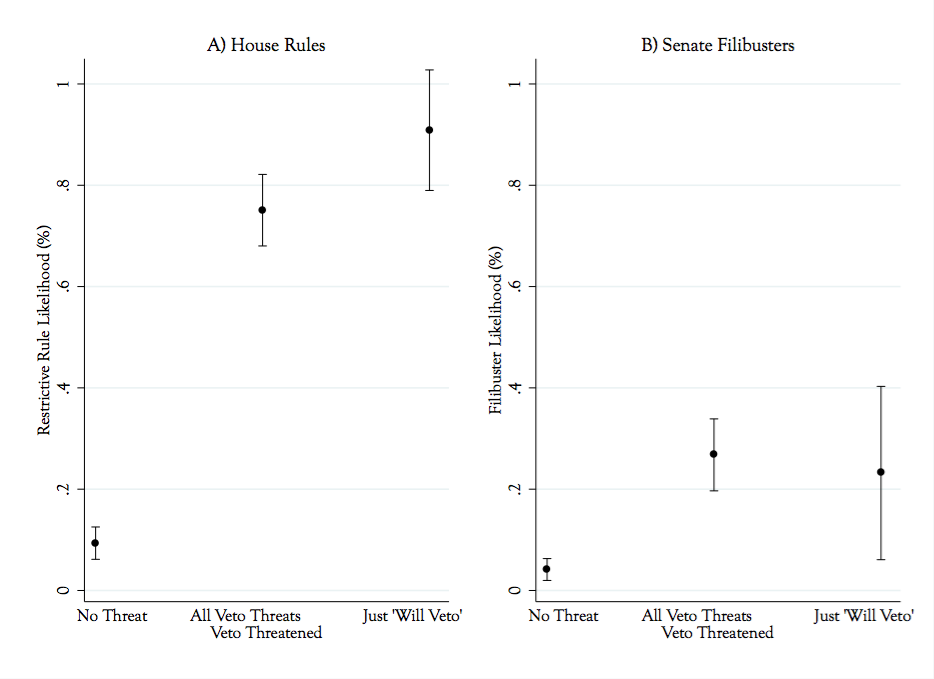 A) House Rules
Restrictive Rule Likelihood (%)
1
.8
.6
.4
.2
0
No Threat
All Veto Threats
Just 'Will Veto'
Veto Threatened
B) Senate Filibusters
Filibuster Likelihood (%)
1
.8
.6
.4
.2
0
No Threat
All Veto Threats
Just 'Will Veto'
Veto Threatened